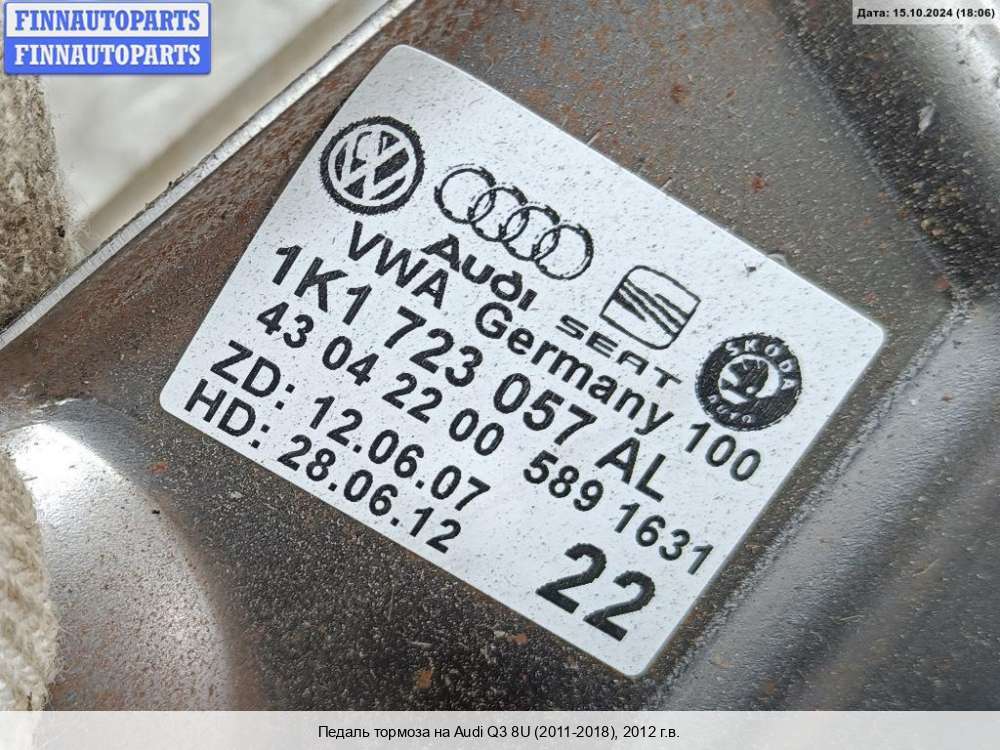 FINNAUTOPARTS
FINNAUTOPARTS
Дата: 15.10.2024 (18:06)
Audi
SEAT
SKODA
VWA Germany 100
1K1 723 057 AL
43 04 22 00 589 1631
ZD: 12.06.07
HD: 28.06.12
22
Педаль тормоза на Audi Q3 8U (2011-2018), 2012 г.в.